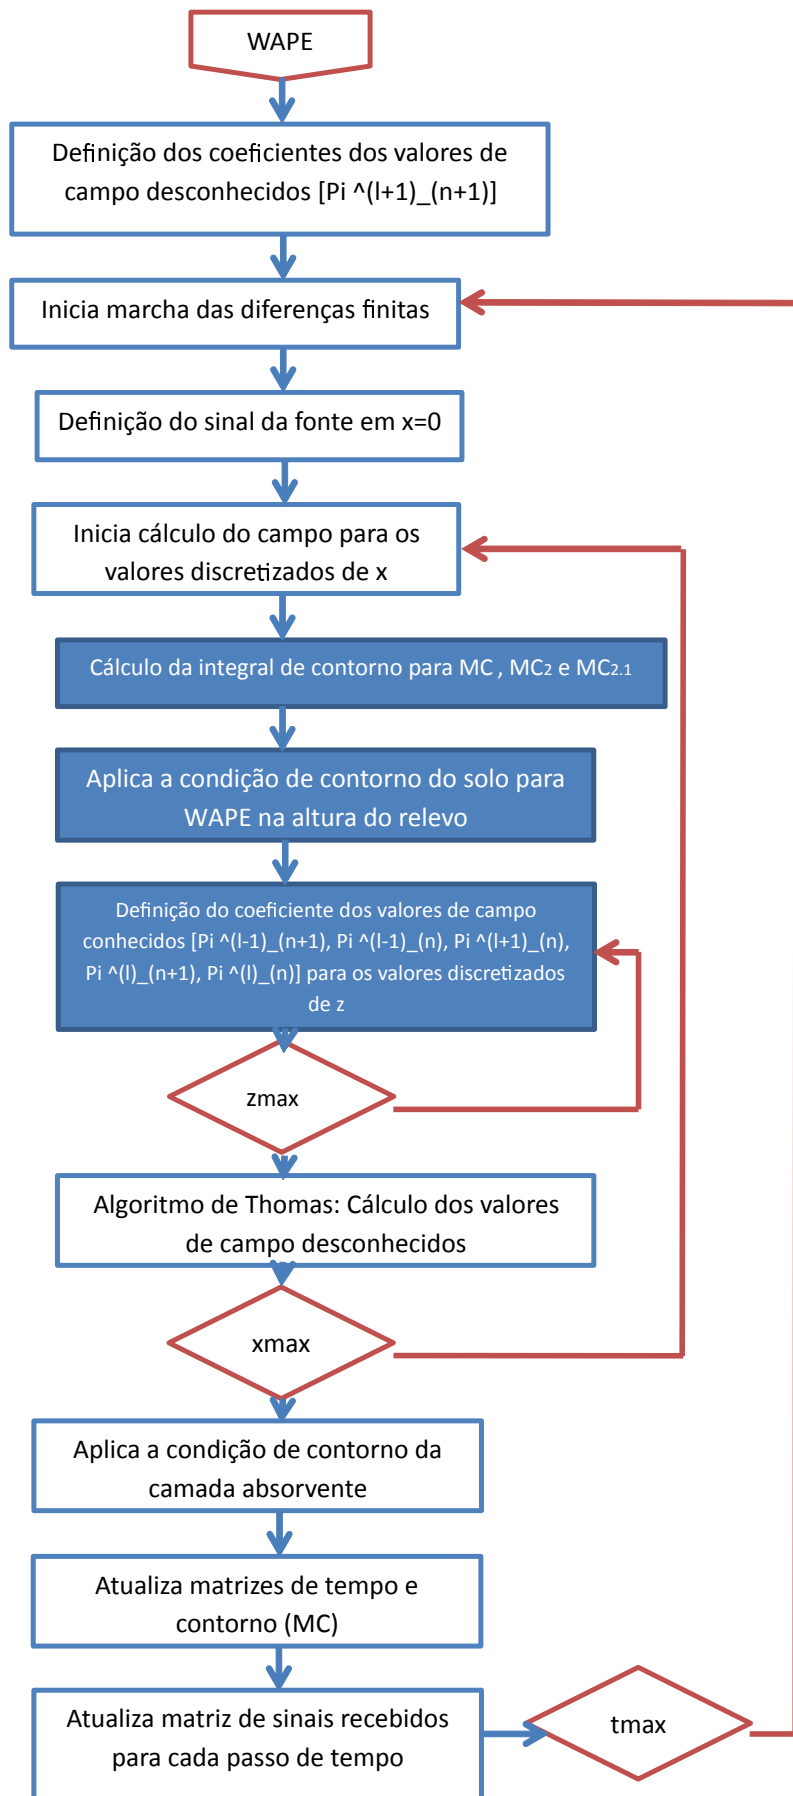 WAPE
Definição dos coeficientes dos valores de
campo desconhecidos [Pi ^(l+1)_(n+1)]
Inicia marcha das diferenças finitas
Definição do sinal da fonte em x=0
Inicia cálculo do campo para os
valores discretizados de x
Cálculo da integral de contorno para MC , MC2 e MC2.1
Aplica a condição de contorno do solo para
WAPE na altura do relevo
Definição do coeficiente dos valores de campo
conhecidos [Pi ^(l-1)_(n+1), Pi ^(l-1)_(n), Pi ^(l+1)_(n),
Pi ^(l)_(n+1), Pi ^(l)_(n)] para os valores discretizados
de z
zmax
Algoritmo de Thomas: Cálculo dos valores
de campo desconhecidos
xmax
Aplica a condição de contorno da
camada absorvente
Atualiza matrizes de tempo e
contorno (MC)
Atualiza matriz de sinais recebidos
para cada passo de tempo
tmax